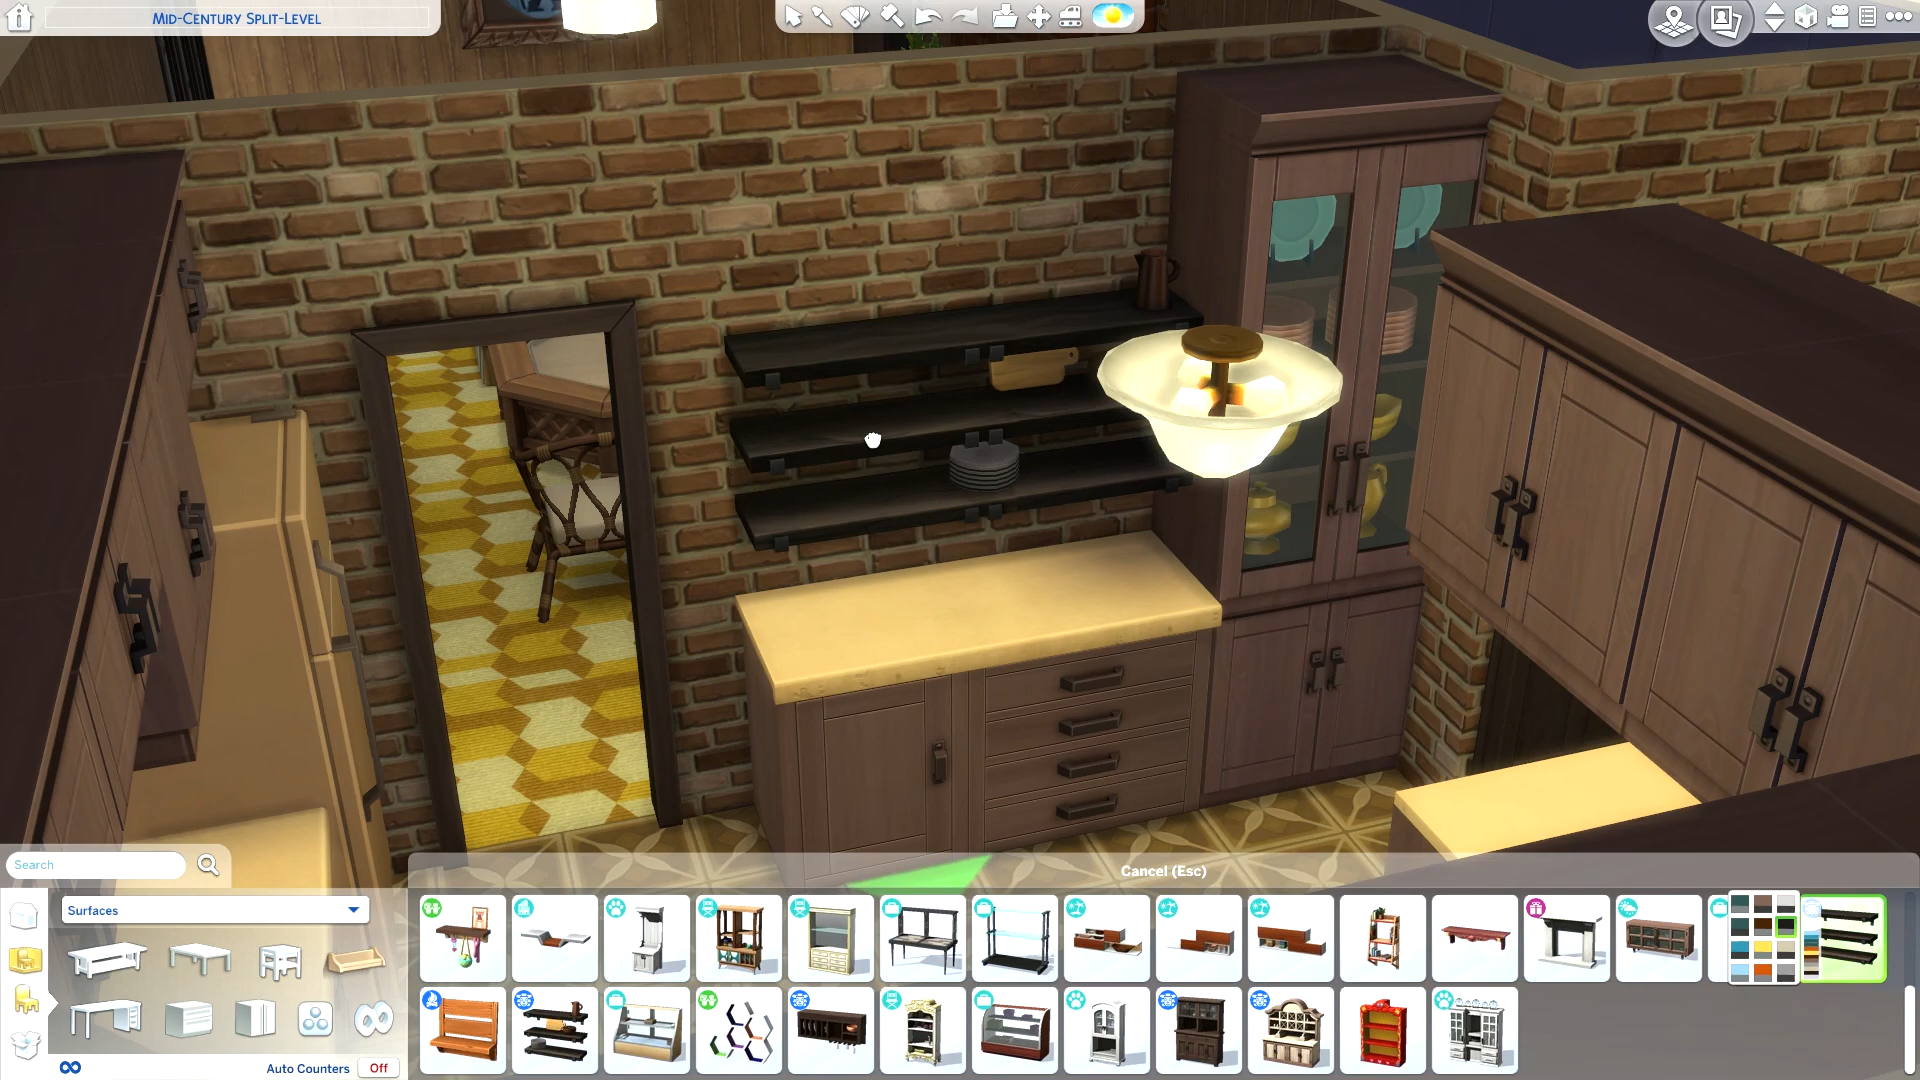 Mid-Century Split-Level
Cancel (Esc)
Search
Surfaces
Auto Counters Off